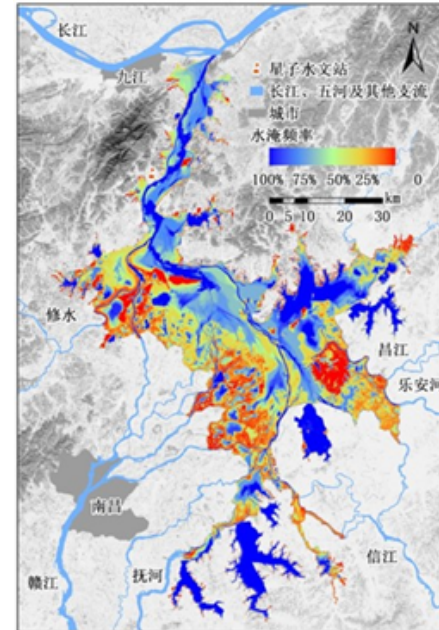 长江
九江
N
星子水文站
长江、五河及其他支流
城市
水淹频率
100% 75% 50% 25% 0
km
0 5 10 20 30
修水
昌江
乐安河
南昌
赣江
抚河
信江